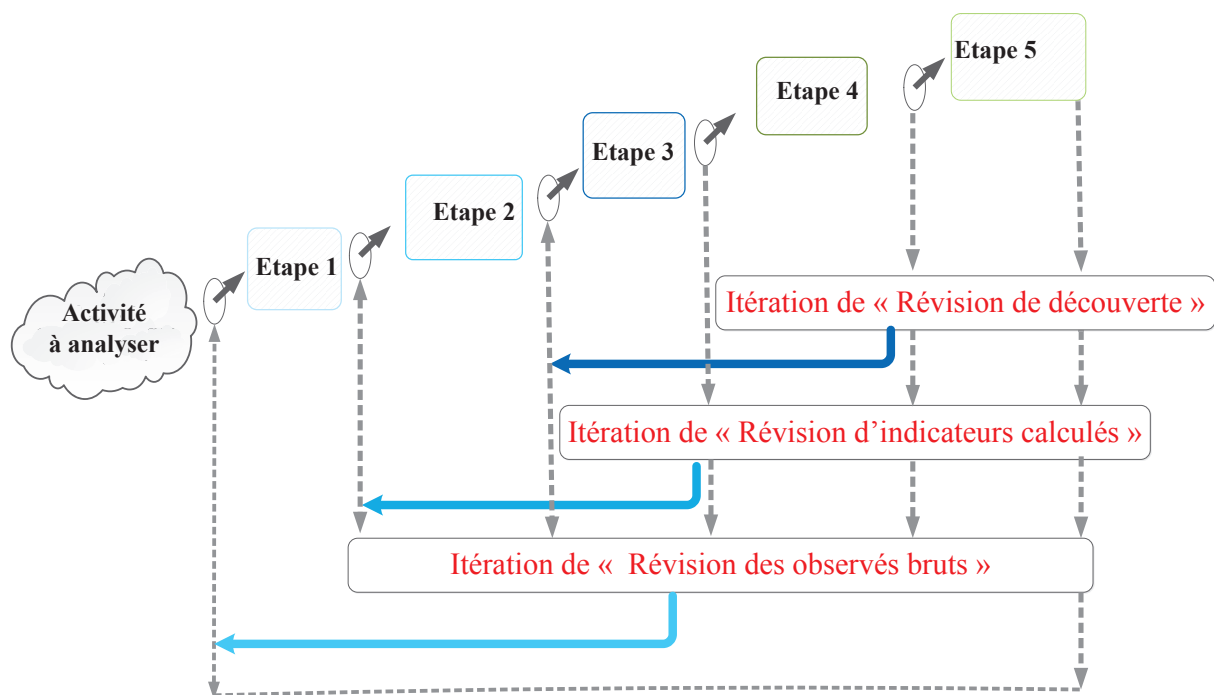 Etape 5
Etape 4
Etape 3
Etape 2
Etape 1
Activité
à analyser
Itération de « Révision de découverte »
Itération de « Révision d’indicateurs calculés »
Itération de « Révision des observés bruts »